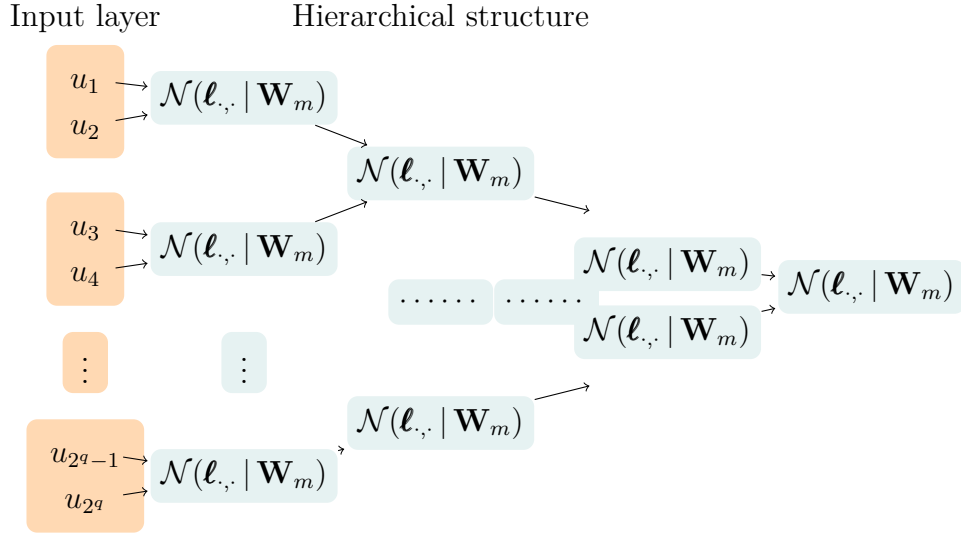 Input layer
Hierarchical structure
u_1
u_2
𝒩(ℓ_{·,·} | W_m)
𝒩(ℓ_{·,·} | W_m)
u_3
u_4
𝒩(ℓ_{·,·} | W_m)
𝒩(ℓ_{·,·} | W_m)
𝒩(ℓ_{·,·} | W_m)
······
······
𝒩(ℓ_{·,·} | W_m)
⋮
⋮
𝒩(ℓ_{·,·} | W_m)
u_{2^q−1}
u_{2^q}
𝒩(ℓ_{·,·} | W_m)